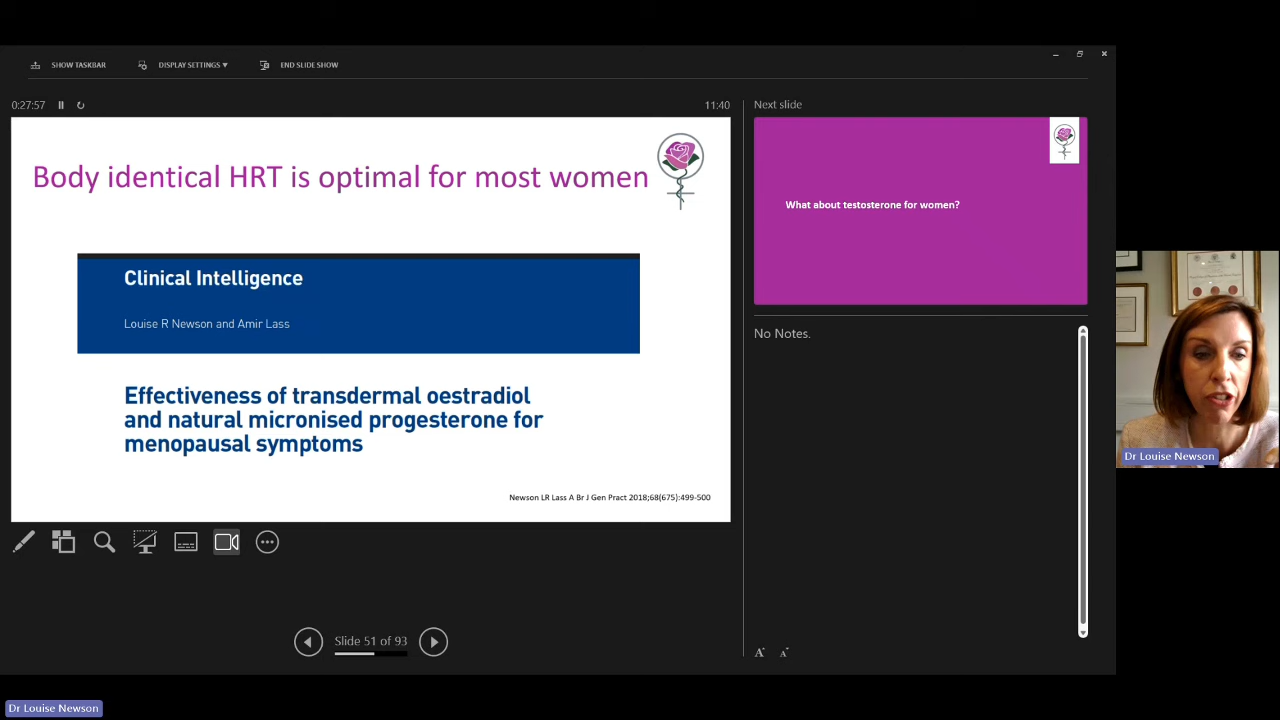 SHOW TASKBAR
DISPLAY SETTINGS ▾
END SLIDE SHOW
0:27:57
11:40
Body identical HRT is optimal for most women
Clinical Intelligence
Louise R Newson and Amir Lass
Effectiveness of transdermal oestradiol
and natural micronised progesterone for
menopausal symptoms
Newson LR Lass A Br J Gen Pract 2018;68(675):499-500
Slide 51 of 93
Next slide
What about testosterone for women?
No Notes.
A A
Dr Louise Newson
Dr Louise Newson